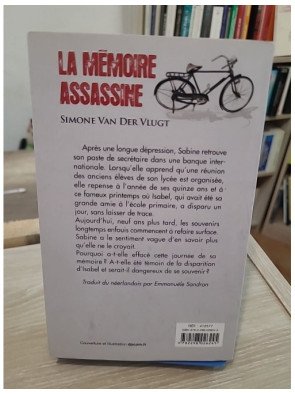 LA MÉMOIRE
ASSASSINE
SIMONE VAN DER VLUGT
Après une longue dépression, Sabine retrouve
son poste de secrétaire dans une banque inter-
nationale. Lorsqu'elle apprend qu'une réunion
des anciens élèves de son lycée est organisée,
elle repense à l'année de ses quinze ans et à
ce fameux printemps où Isabel, qui avait été sa
grande amie à l'école primaire, a disparu un
jour, sans laisser de trace.
Aujourd'hui, neuf ans plus tard, les souvenirs
longtemps enfouis commencent à refaire surface.
Sabine a le sentiment vague d'en savoir plus
qu'elle ne le croyait.
Pourquoi a-t-elle effacé cette journée de sa
mémoire ? A-t-elle été témoin de la disparition
d'Isabel et serait-il dangereux de se souvenir ?
Traduit du néerlandais par Emmanuèle Sandron
Couverture et illustration